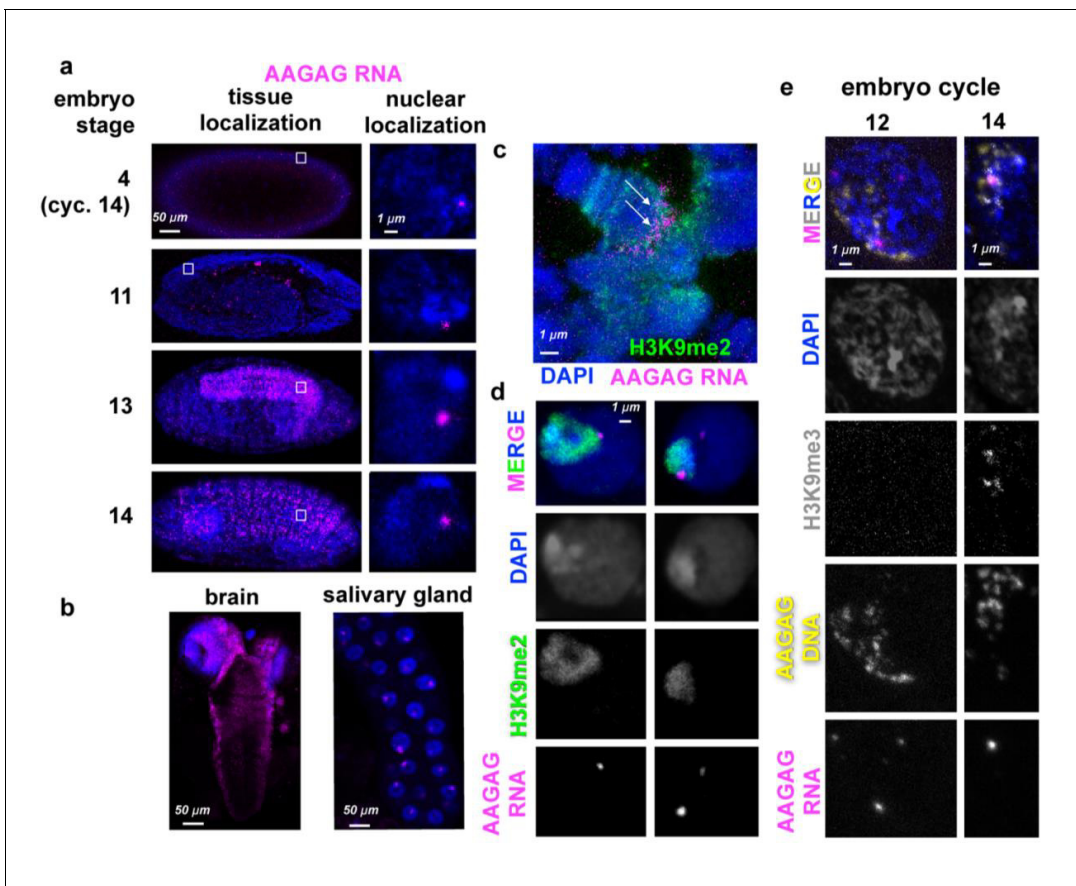 a
AAGAG RNA
embryo stage
tissue localization
nuclear localization
4
(cyc. 14)
50 µm
1 µm
11
13
14
b
brain
salivary gland
50 µm
50 µm
c
1 µm
H3K9me2
DAPI AAGAG RNA
d
MERGE
1 µm
DAPI
H3K9me2
AAGAG
RNA
e
embryo cycle
12
14
MERGE
1 µm
1 µm
DAPI
H3K9me3
AAGAG
DNA
AAGAG
RNA